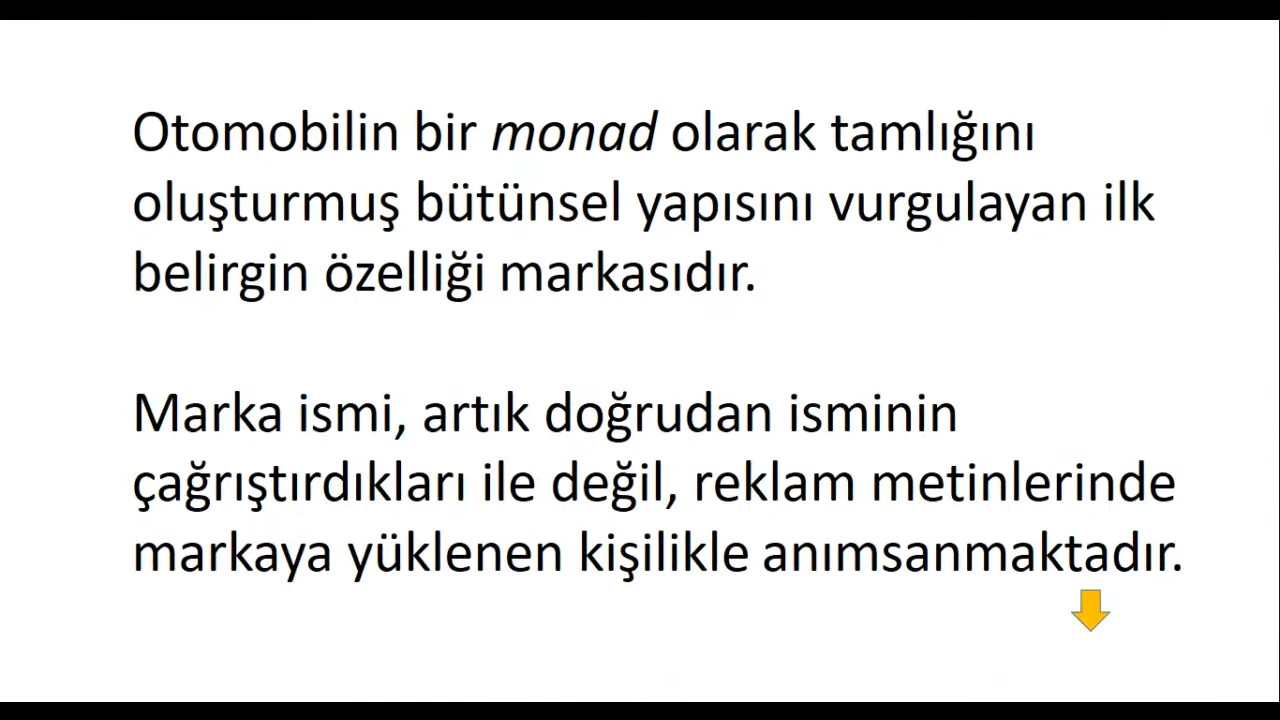 Otomobilin bir monad olarak tamlığını
oluşturmuş bütünsel yapısını vurgulayan ilk
belirgin özelliği markasıdır.
Marka ismi, artık doğrudan isminin
çağrıştırdıkları ile değil, reklam metinlerinde
markaya yüklenen kişilikle anımsanmaktadır.